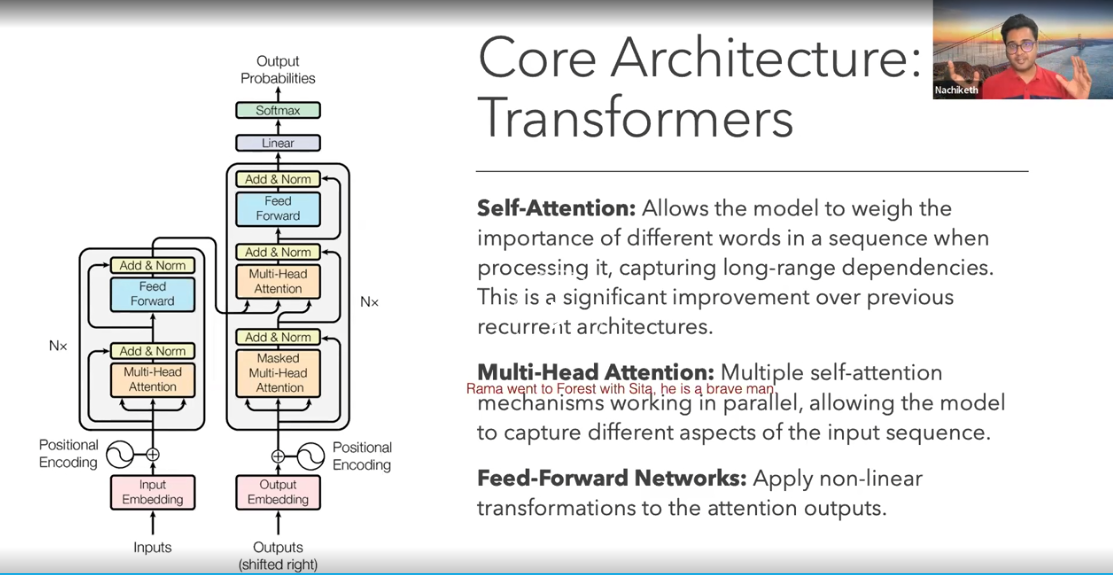 Core Architecture:
Transformers
Nachiketh
Self-Attention: Allows the model to weigh the
importance of different words in a sequence when
processing it, capturing long-range dependencies.
This is a significant improvement over previous
recurrent architectures.
Multi-Head Attention: Multiple self-attention
Rama went to Forest with Sita, he is a brave man
mechanisms working in parallel, allowing the model
to capture different aspects of the input sequence.
Feed-Forward Networks: Apply non-linear
transformations to the attention outputs.
Output
Probabilities
Softmax
Linear
Add & Norm
Feed
Forward
Add & Norm
Multi-Head
Attention
Nx
Add & Norm
Masked
Multi-Head
Attention
Positional
Encoding
Output
Embedding
Outputs
(shifted right)
Add & Norm
Feed
Forward
Nx
Add & Norm
Multi-Head
Attention
Positional
Encoding
Input
Embedding
Inputs